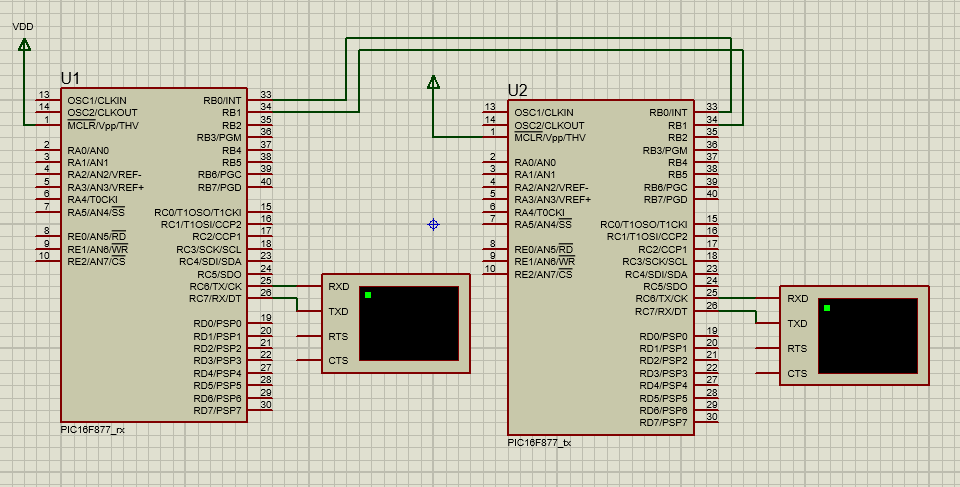 VDD
U1
13 OSC1/CLKIN RB0/INT 33
14 OSC2/CLKOUT RB1 34
1 MCLR/Vpp/THV RB2 35
RB3/PGM 36
2 RA0/AN0 RB4 37
3 RA1/AN1 RB5 38
4 RA2/AN2/VREF- RB6/PGC 39
5 RA3/AN3/VREF+ RB7/PGD 40
6 RA4/T0CKI
7 RA5/AN4/SS RC0/T1OSO/T1CKI 15
RC1/T1OSI/CCP2 16
8 RE0/AN5/RD RC2/CCP1 17
9 RE1/AN6/WR RC3/SCK/SCL 18
10 RE2/AN7/CS RC4/SDI/SDA 23
RC5/SDO 24
RC6/TX/CK 25
RC7/RX/DT 26
RD0/PSP0 19
RD1/PSP1 20
RD2/PSP2 21
RD3/PSP3 22
RD4/PSP4 27
RD5/PSP5 28
RD6/PSP6 29
RD7/PSP7 30
PIC16F877_rx
RXD
TXD
RTS
CTS
U2
13 OSC1/CLKIN RB0/INT 33
14 OSC2/CLKOUT RB1 34
1 MCLR/Vpp/THV RB2 35
RB3/PGM 36
2 RA0/AN0 RB4 37
3 RA1/AN1 RB5 38
4 RA2/AN2/VREF- RB6/PGC 39
5 RA3/AN3/VREF+ RB7/PGD 40
6 RA4/T0CKI
7 RA5/AN4/SS RC0/T1OSO/T1CKI 15
RC1/T1OSI/CCP2 16
8 RE0/AN5/RD RC2/CCP1 17
9 RE1/AN6/WR RC3/SCK/SCL 18
10 RE2/AN7/CS RC4/SDI/SDA 23
RC5/SDO 24
RC6/TX/CK 25
RC7/RX/DT 26
RD0/PSP0 19
RD1/PSP1 20
RD2/PSP2 21
RD3/PSP3 22
RD4/PSP4 27
RD5/PSP5 28
RD6/PSP6 29
RD7/PSP7 30
PIC16F877_tx
RXD
TXD
RTS
CTS